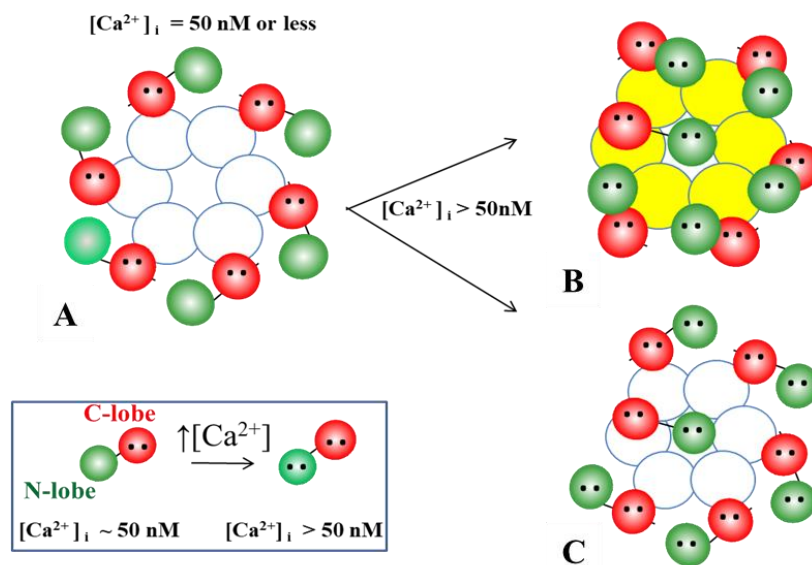 [Ca²⁺] i = 50 nM or less
[Ca²⁺] i > 50nM
A
B
C-lobe
↑[Ca²⁺]
N-lobe
[Ca²⁺] i ~ 50 nM
[Ca²⁺] i > 50 nM
C